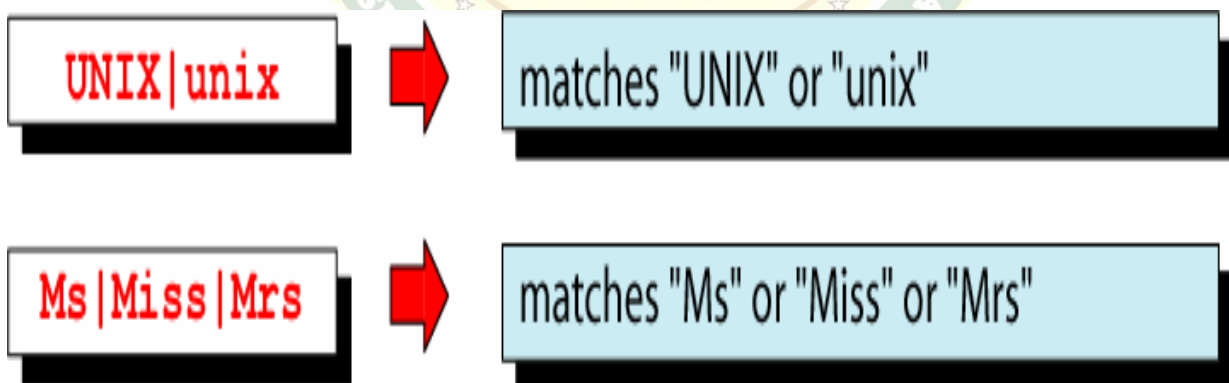 UNIX|unix
matches "UNIX" or "unix"
Ms|Miss|Mrs
matches "Ms" or "Miss" or "Mrs"